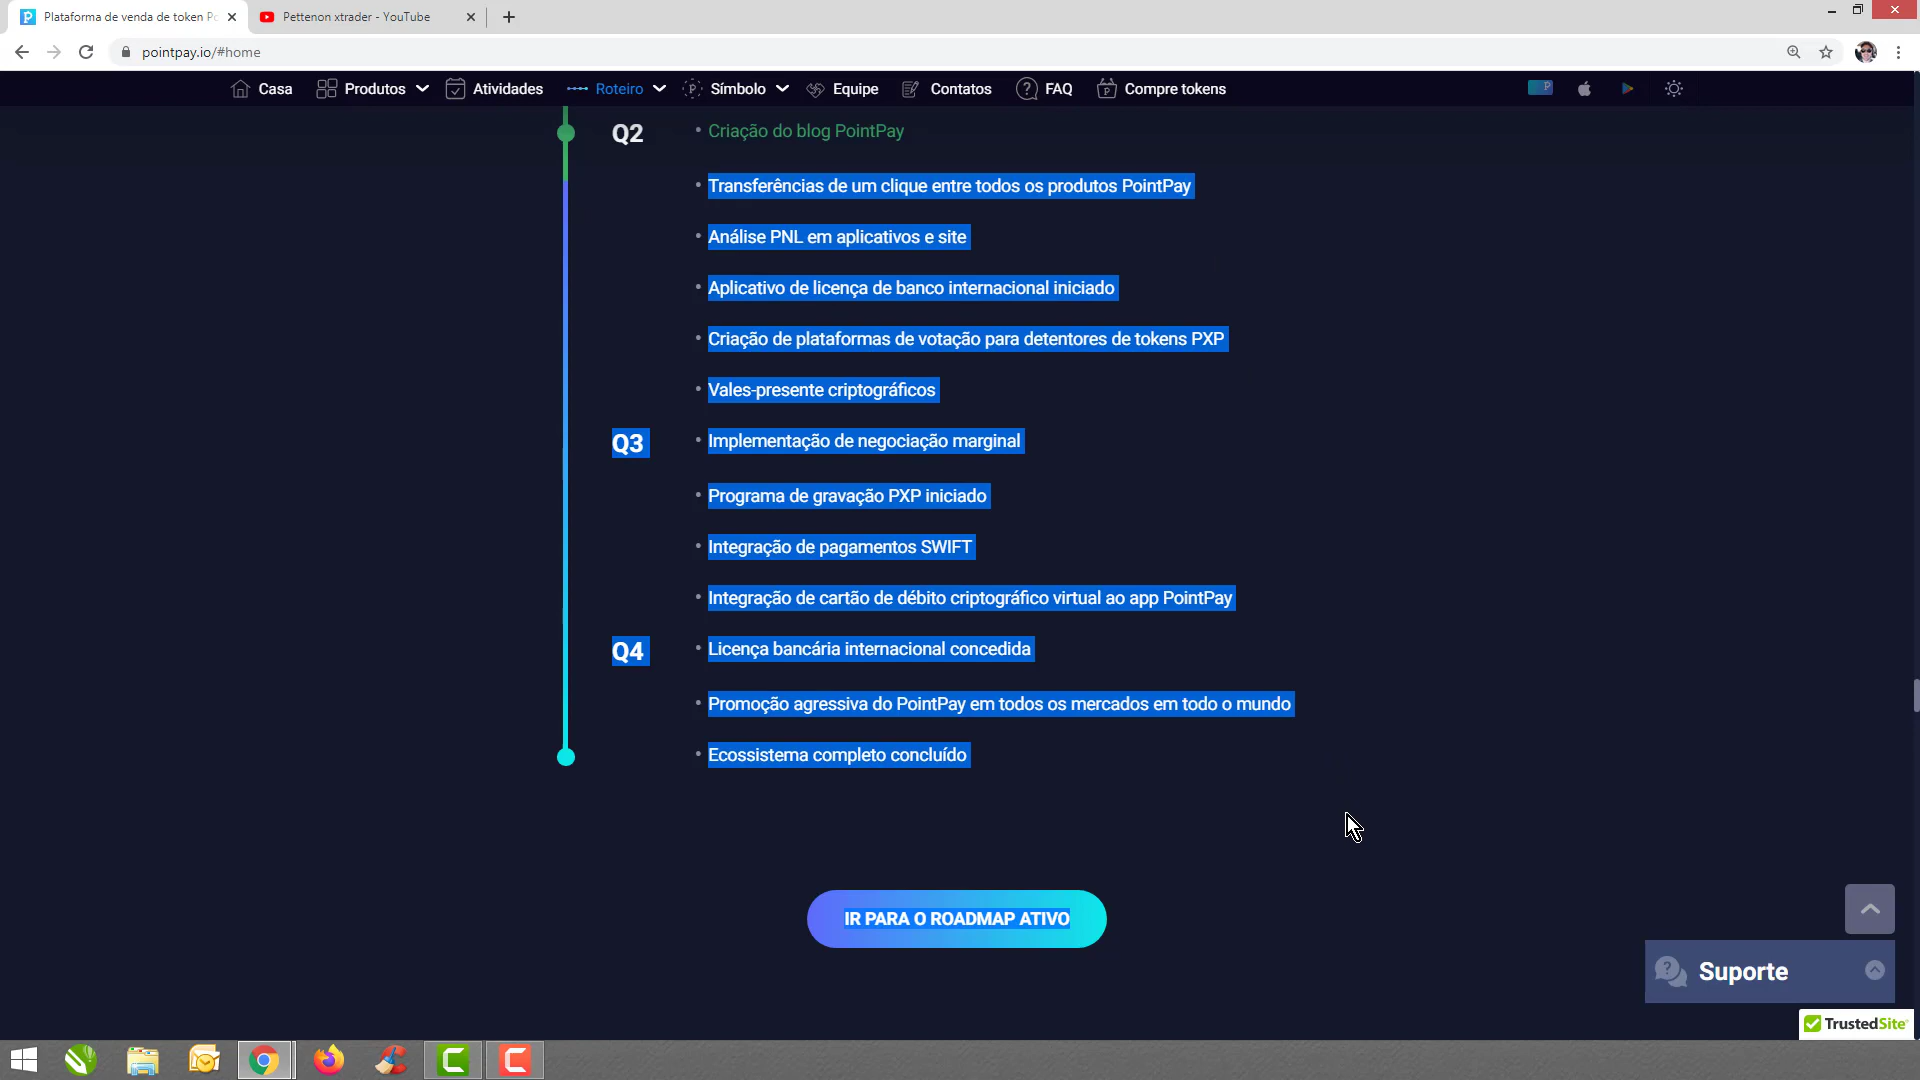 Plataforma de venda de token Po
Pettenon xtrader - YouTube
pointpay.io/#home
Casa
Produtos
Atividades
Roteiro
Símbolo
Equipe
Contatos
FAQ
Compre tokens
Q2
• Criação do blog PointPay
• Transferências de um clique entre todos os produtos PointPay
• Análise PNL em aplicativos e site
• Aplicativo de licença de banco internacional iniciado
• Criação de plataformas de votação para detentores de tokens PXP
• Vales-presente criptográficos
Q3
• Implementação de negociação marginal
• Programa de gravação PXP iniciado
• Integração de pagamentos SWIFT
• Integração de cartão de débito criptográfico virtual ao app PointPay
Q4
• Licença bancária internacional concedida
• Promoção agressiva do PointPay em todos os mercados em todo o mundo
• Ecossistema completo concluído
IR PARA O ROADMAP ATIVO
Suporte
TrustedSite